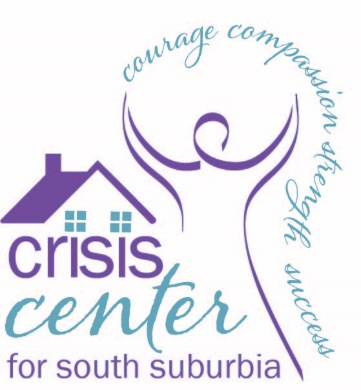 courage compassion strength success
crisis
center
for south suburbia